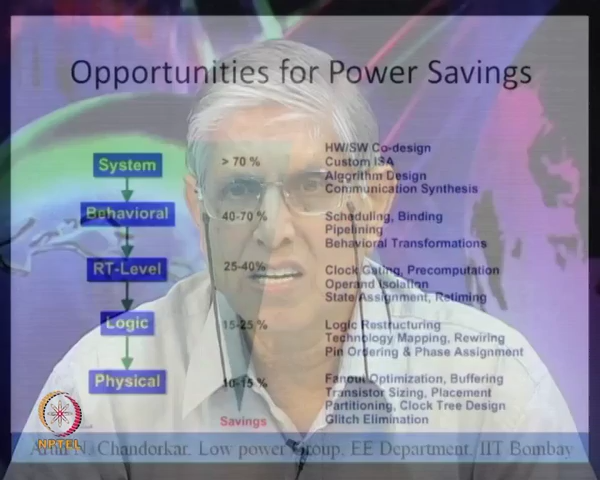 Opportunities for Power Savings
System
> 70 %
HW/SW Co-design
Custom ISA
Algorithm Design
Communication Synthesis
Behavioral
40-70 %
Scheduling, Binding
Pipelining
Behavioral Transformations
RT-Level
25-40%
Clock Gating, Precomputation
Operand Isolation
State Assignment, Retiming
Logic
15-25 %
Logic Restructuring
Technology Mapping, Rewiring
Pin Ordering & Phase Assignment
Physical
10-15 %
Fanout Optimization, Buffering
Transistor Sizing, Placement
Partitioning, Clock Tree Design
Glitch Elimination
Savings
NPTEL
N. Chandorkar, Low power Group, EE Department, IIT Bombay